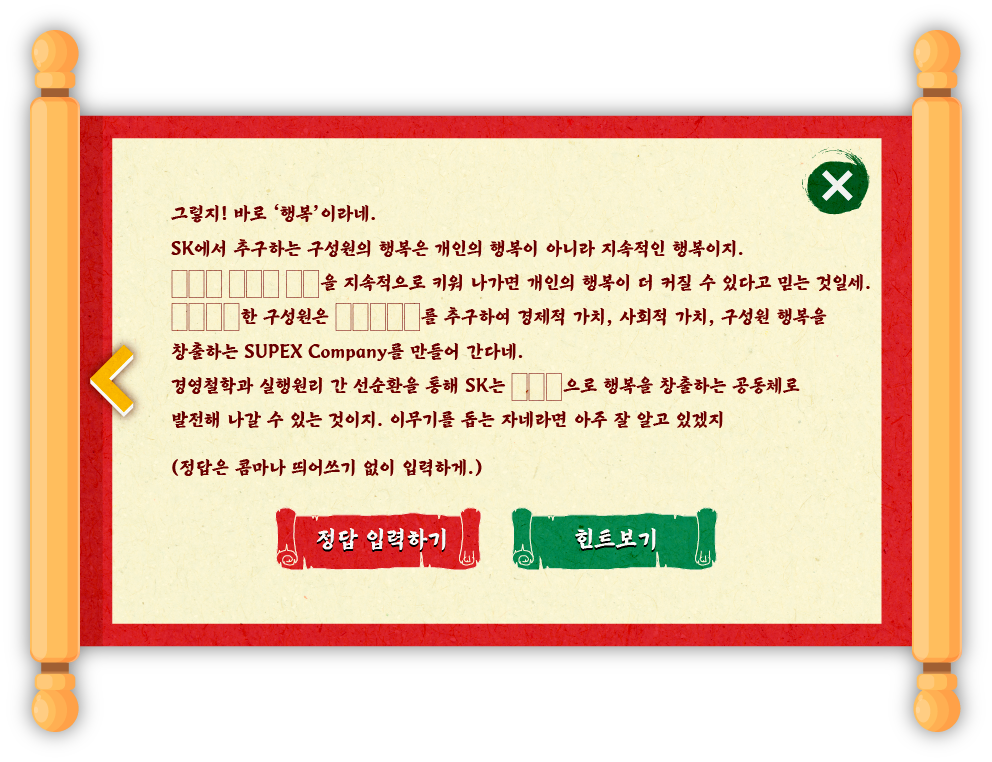 그렇지! 바로 ‘행복’이라네.
SK에서 추구하는 구성원의 행복은 개인의 행복이 아니라 지속적인 행복이지.
□□□ □□□ □□을 지속적으로 키워 나가면 개인의 행복이 더 커질 수 있다고 믿는 것일세.
□□□□한 구성원은 □□□□□를 추구하여 경제적 가치, 사회적 가치, 구성원 행복을
창출하는 SUPEX Company를 만들어 간다네.
경영철학과 실행원리 간 선순환을 통해 SK는 □□□으로 행복을 창출하는 공동체로
발전해 나갈 수 있는 것이지. 이무기를 돕는 자네라면 아주 잘 알고 있겠지
(정답은 콤마나 띄어쓰기 없이 입력하게.)
정답 입력하기 힌트보기